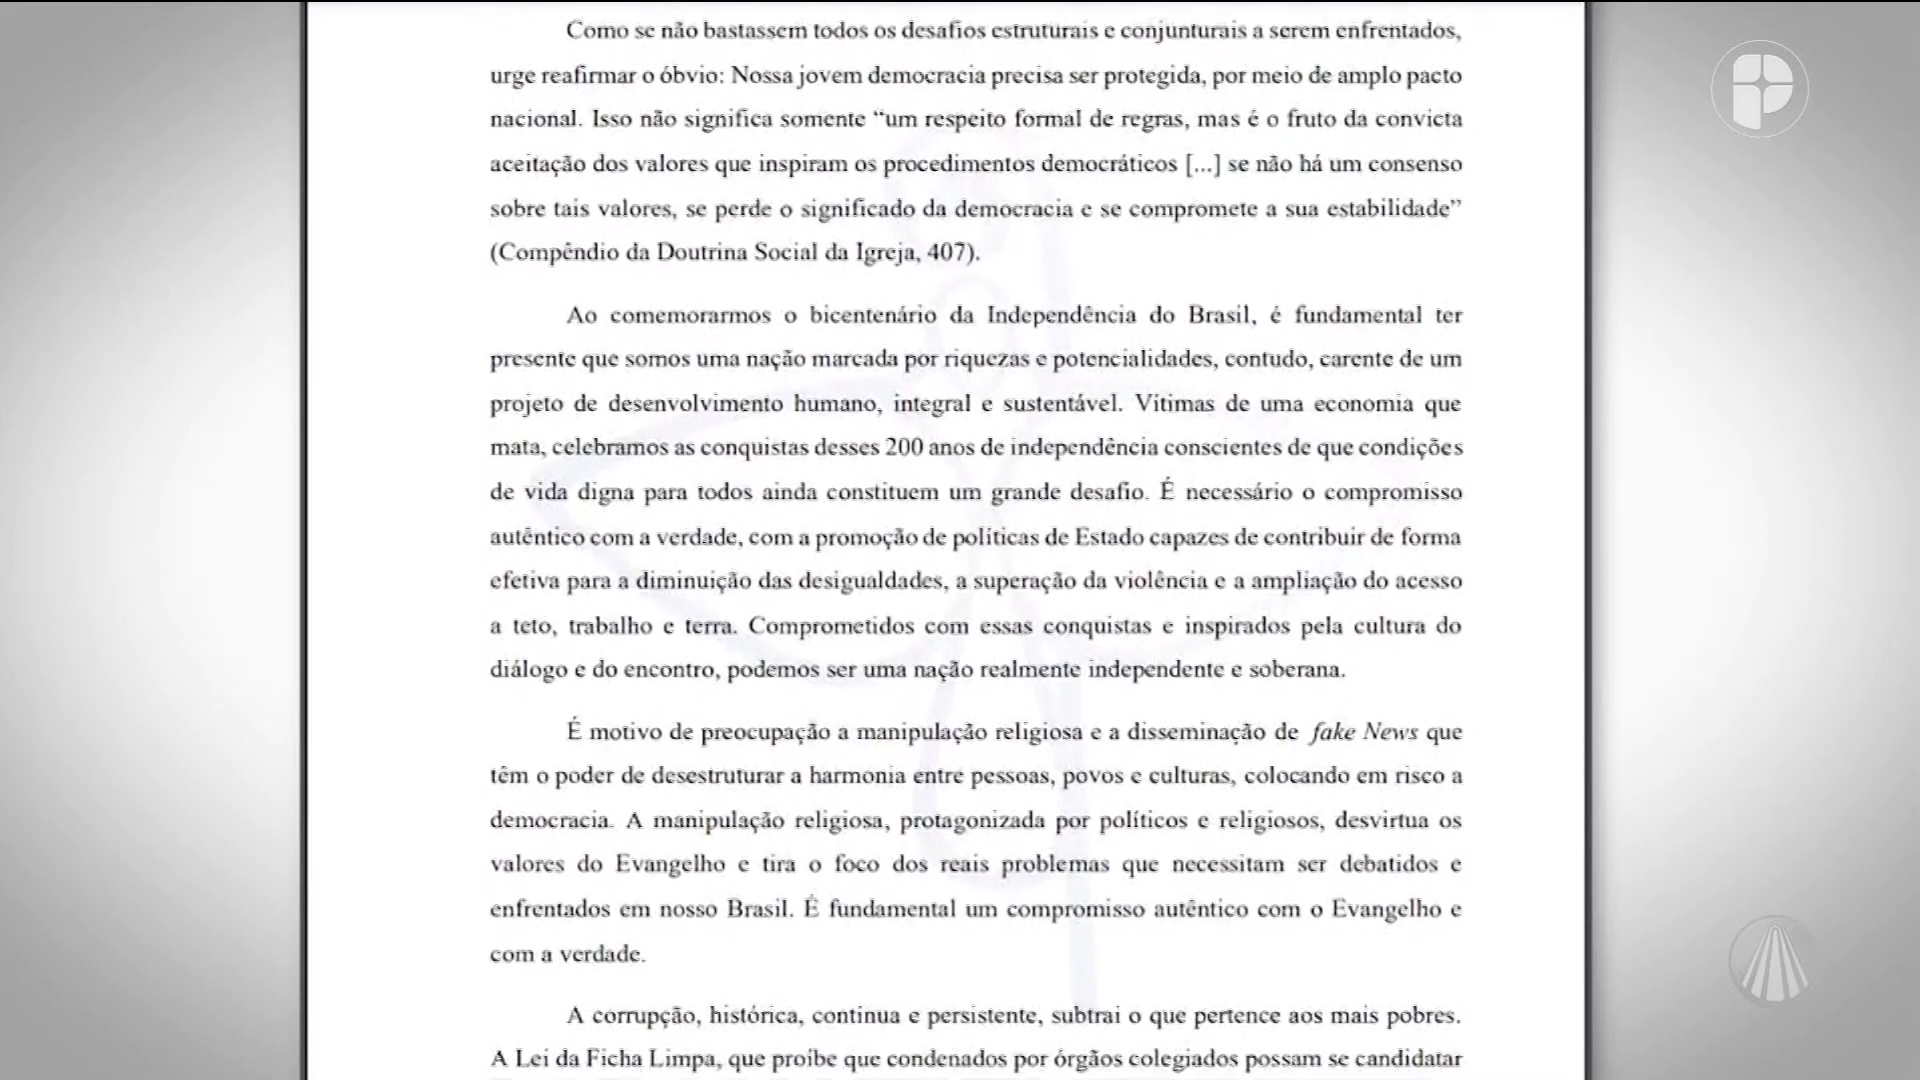 Como se não bastassem todos os desafios estruturais e conjunturais a serem enfrentados,
urge reafirmar o óbvio: Nossa jovem democracia precisa ser protegida, por meio de amplo pacto
nacional. Isso não significa somente “um respeito formal de regras, mas é o fruto da convicta
aceitação dos valores que inspiram os procedimentos democráticos [...] se não há um consenso
sobre tais valores, se perde o significado da democracia e se compromete a sua estabilidade”
(Compêndio da Doutrina Social da Igreja, 407).
Ao comemorarmos o bicentenário da Independência do Brasil, é fundamental ter
presente que somos uma nação marcada por riquezas e potencialidades, contudo, carente de um
projeto de desenvolvimento humano, integral e sustentável. Vítimas de uma economia que
mata, celebramos as conquistas desses 200 anos de independência conscientes de que condições
de vida digna para todos ainda constituem um grande desafio. É necessário o compromisso
autêntico com a verdade, com a promoção de políticas de Estado capazes de contribuir de forma
efetiva para a diminuição das desigualdades, a superação da violência e a ampliação do acesso
a teto, trabalho e terra. Comprometidos com essas conquistas e inspirados pela cultura do
diálogo e do encontro, podemos ser uma nação realmente independente e soberana.
É motivo de preocupação a manipulação religiosa e a disseminação de fake News que
têm o poder de desestruturar a harmonia entre pessoas, povos e culturas, colocando em risco a
democracia. A manipulação religiosa, protagonizada por políticos e religiosos, desvirtua os
valores do Evangelho e tira o foco dos reais problemas que necessitam ser debatidos e
enfrentados em nosso Brasil. É fundamental um compromisso autêntico com o Evangelho e
com a verdade.
A corrupção, histórica, contínua e persistente, subtrai o que pertence aos mais pobres.
A Lei da Ficha Limpa, que proíbe que condenados por órgãos colegiados possam se candidatar